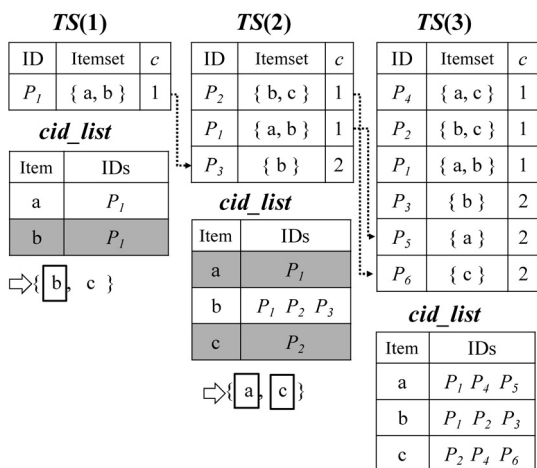 TS(1)
ID Itemset c
P1 { a, b } 1
cid_list
Item IDs
a P1
b P1
⇨{ b, c }
TS(2)
ID Itemset c
P2 { b, c } 1
P1 { a, b } 1
P3 { b } 2
cid_list
Item IDs
a P1
b P1 P2 P3
c P2
⇨{ a, c }
TS(3)
ID Itemset c
P4 { a, c } 1
P2 { b, c } 1
P1 { a, b } 1
P3 { b } 2
P5 { a } 2
P6 { c } 2
cid_list
Item IDs
a P1 P4 P5
b P1 P2 P3
c P2 P4 P6